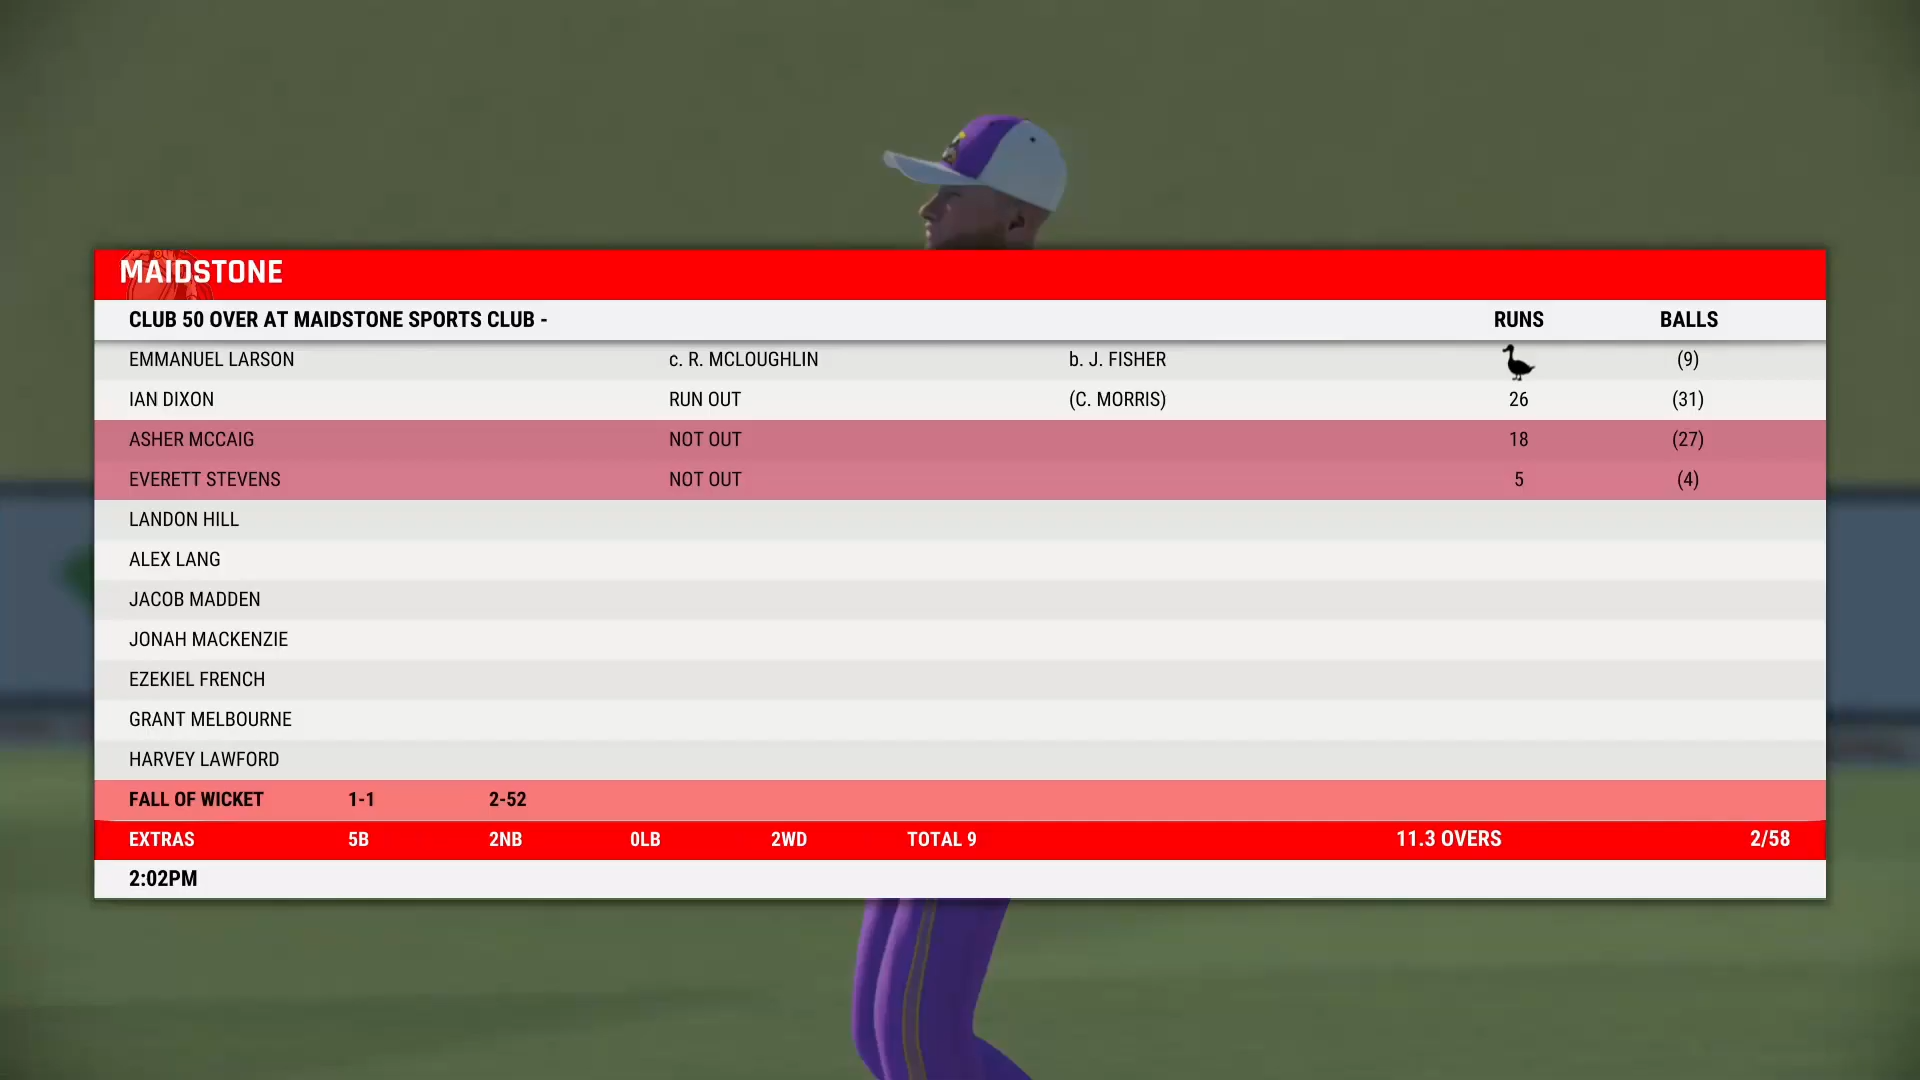 MAIDSTONE
CLUB 50 OVER AT MAIDSTONE SPORTS CLUB - RUNS BALLS
EMMANUEL LARSON c. R. MCLOUGHLIN b. J. FISHER (9)
IAN DIXON RUN OUT (C. MORRIS) 26 (31)
ASHER MCCAIG NOT OUT 18 (27)
EVERETT STEVENS NOT OUT 5 (4)
LANDON HILL
ALEX LANG
JACOB MADDEN
JONAH MACKENZIE
EZEKIEL FRENCH
GRANT MELBOURNE
HARVEY LAWFORD
FALL OF WICKET 1-1 2-52
EXTRAS 5B 2NB 0LB 2WD TOTAL 9 11.3 OVERS 2/58
2:02PM